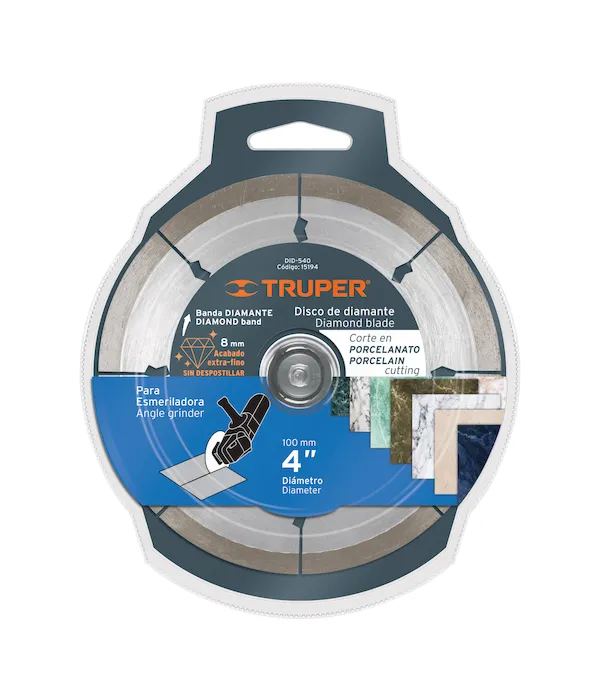 DID-540
Código: 15194
TRUPER®
Banda DIAMANTE
DIAMOND band
8 mm
Acabado
extra-fino
SIN DESPOSTILLAR
Disco de diamante
Diamond blade
Corte en
PORCELANATO
PORCELAIN
cutting
Para
Esmeriladora
Angle grinder
100 mm
4"
Diámetro
Diameter